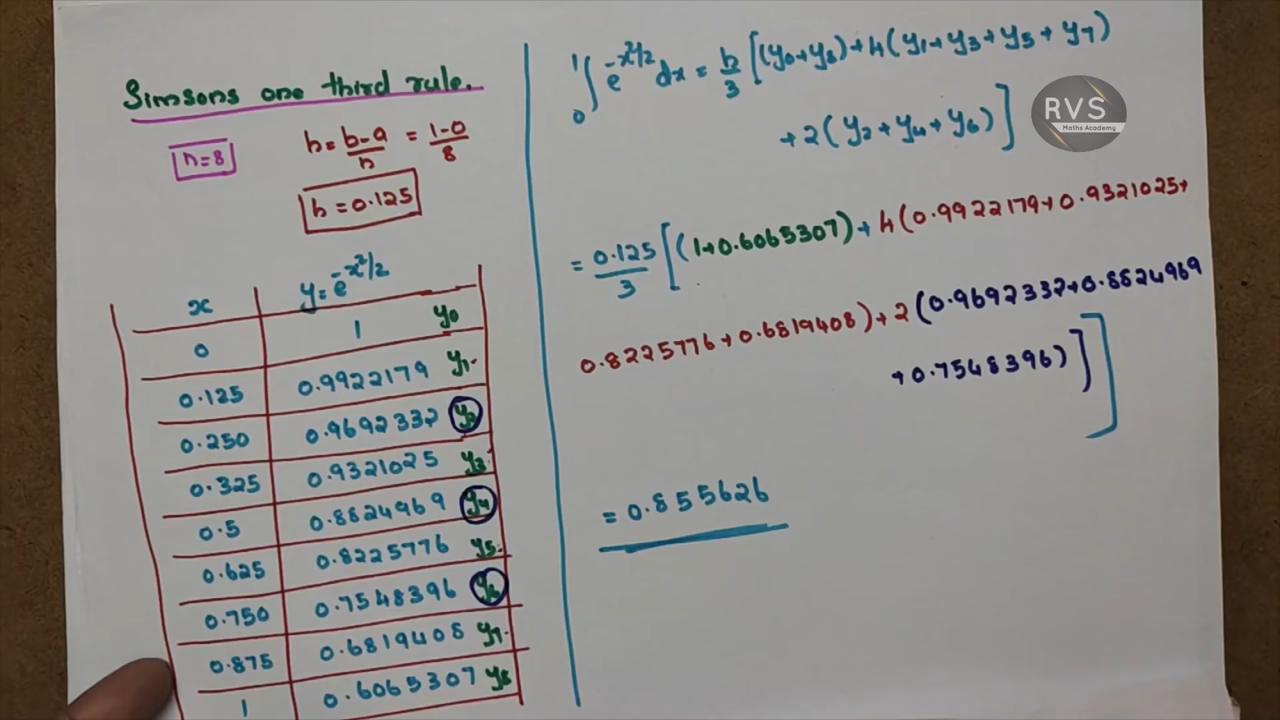 Simsons one third rule.
n=8
h = b-a/n = 1-0/8
h = 0.125
x y=e^-x²/2
0 1 y0
0.125 0.9922179 y1.
0.250 0.9692332 y2
0.325 0.9321025 y3.
0.5 0.8824969 y4
0.625 0.8225776 y5.
0.750 0.7548396 y6
0.875 0.6819408 y7.
1 0.6065307 y8
∫₀¹ e^-x²/2 dx = h/3 [(y0+y8)+4(y1+y3+y5+y7)
+2(y2+y4+y6)]
RVS
Maths Academy
= 0.125/3 [(1+0.6065307)+4(0.9922179+0.9321025+
0.8225776+0.6819408)+2(0.9692332+0.8824969
+0.7548396)]]
= 0.855626